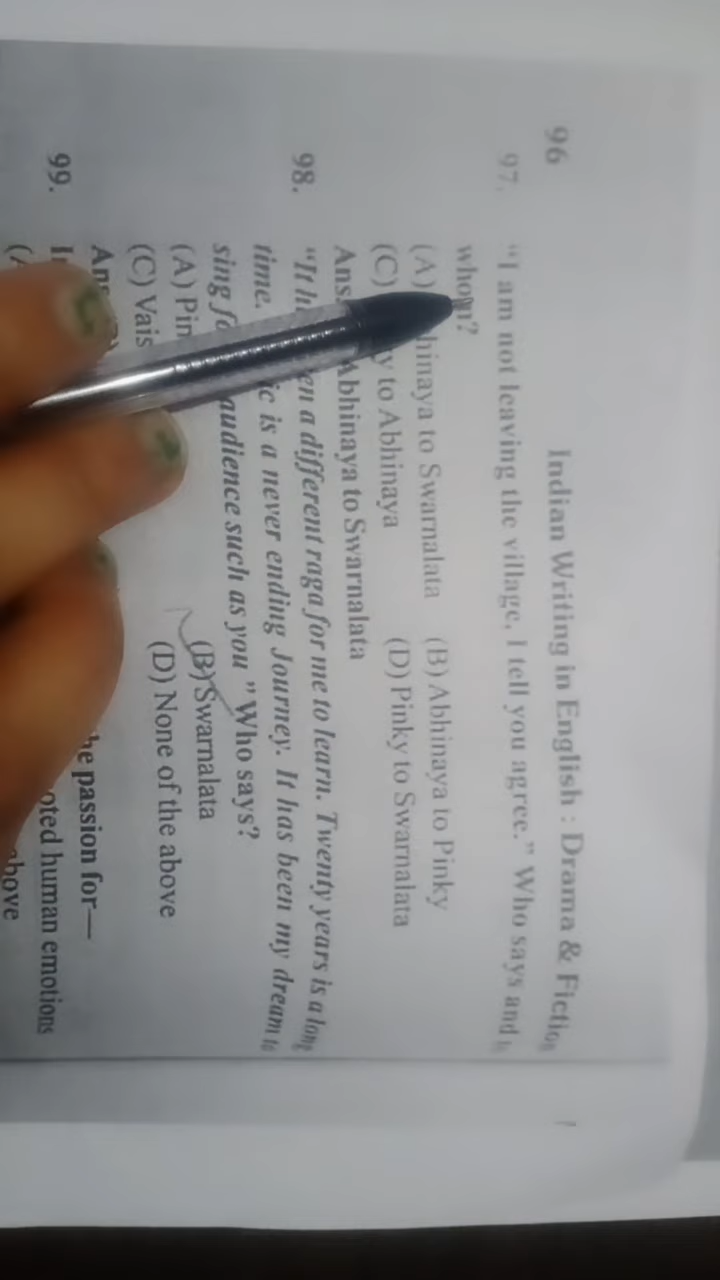 96 Indian Writing in English : Drama & Fiction
97. "I am not leaving the village, I tell you agree." Who says and
whom?
(A) hinaya to Swarnalata (B) Abhinaya to Pinky
(C) y to Abhinaya (D) Pinky to Swarnalata
Ans. Abhinaya to Swarnalata
98. "It h en a different raga for me to learn. Twenty years is a long
time. ic is a never ending Journey. It has been my dream to
sing fo audience such as you" Who says?
(A) Pin (B) Swarnalata
(C) Vais (D) None of the above
Ans
99. he passion for—
oted human emotions
above